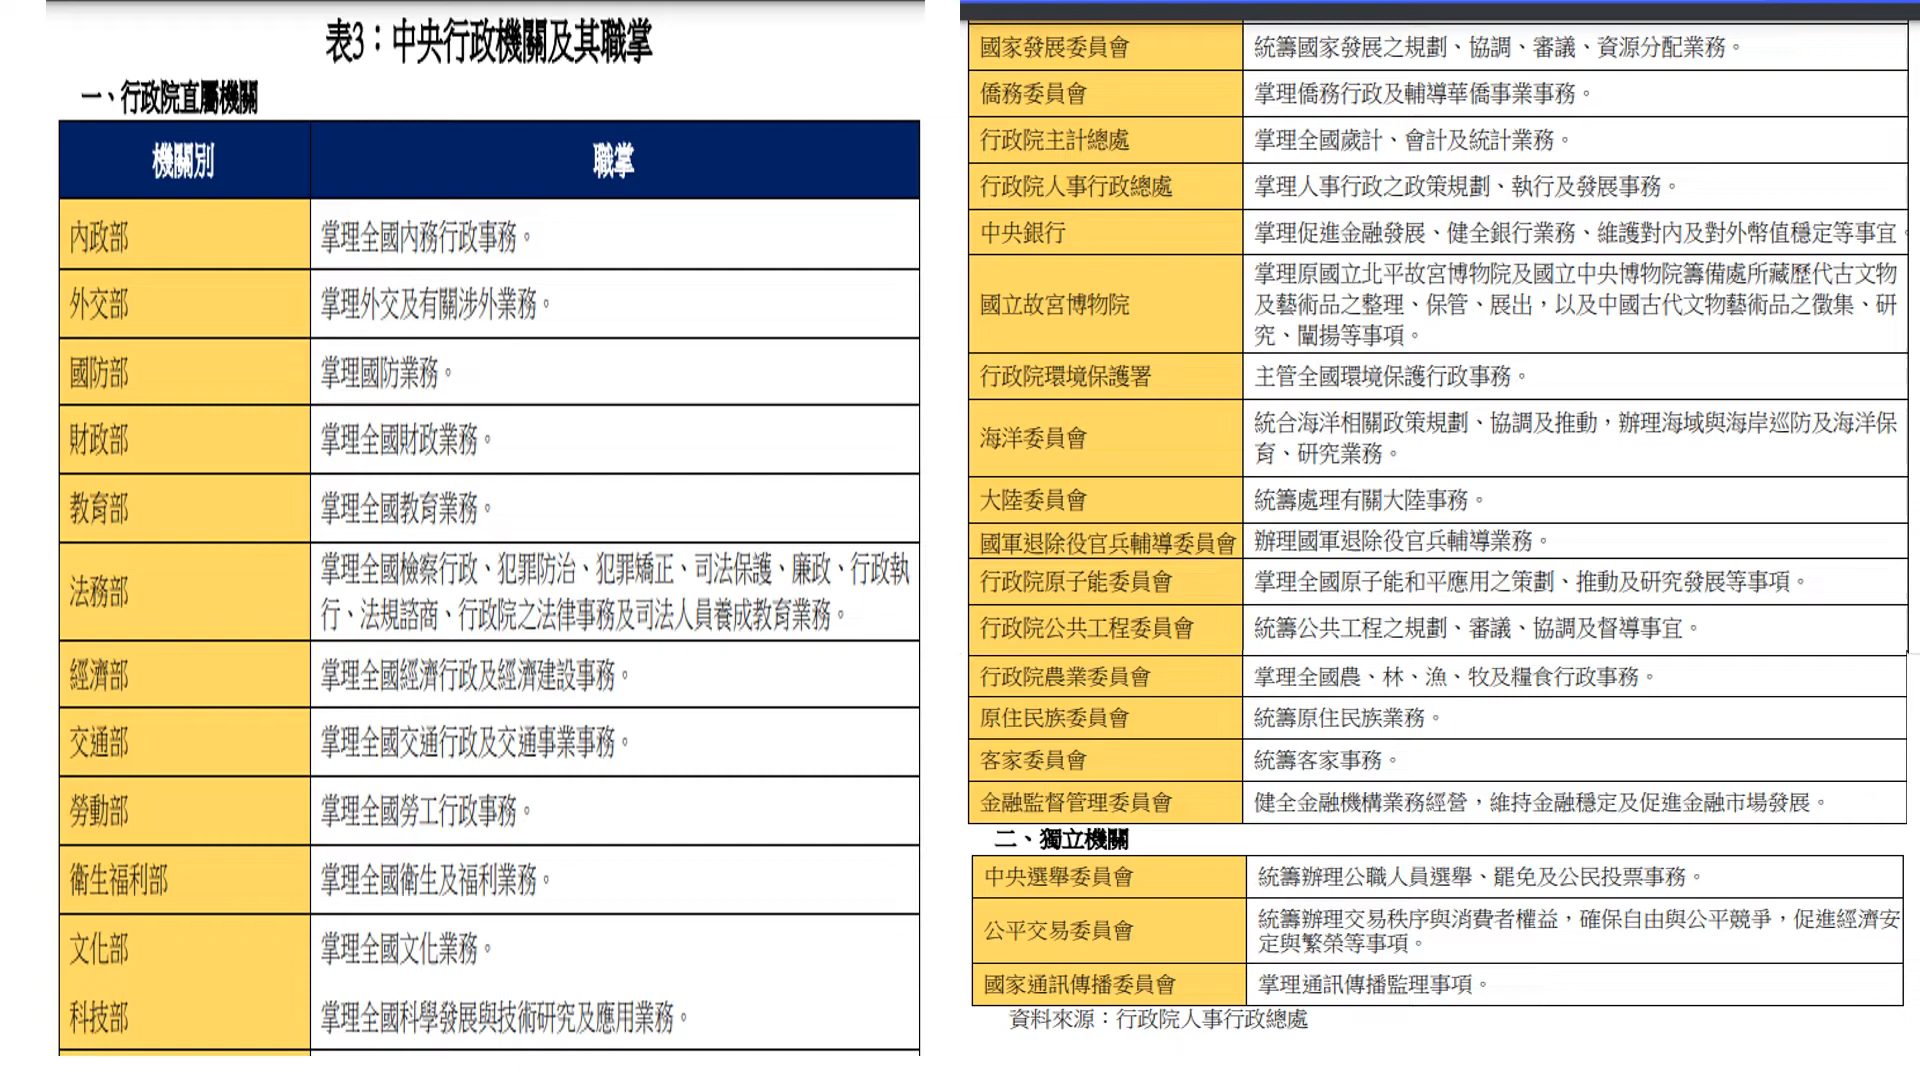 表3：中央行政機關及其職掌
一、行政院直屬機關
機關別 職掌
內政部 掌理全國內務行政事務。
外交部 掌理外交及有關涉外業務。
國防部 掌理國防業務。
財政部 掌理全國財政業務。
教育部 掌理全國教育業務。
法務部 掌理全國檢察行政、犯罪防治、犯罪矯正、司法保護、廉政、行政執
行、法規諮商、行政院之法律事務及司法人員養成教育業務。
經濟部 掌理全國經濟行政及經濟建設事務。
交通部 掌理全國交通行政及交通事業事務。
勞動部 掌理全國勞工行政事務。
衛生福利部 掌理全國衛生及福利業務。
文化部 掌理全國文化業務。
科技部 掌理全國科學發展與技術研究及應用業務。
國家發展委員會 統籌國家發展之規劃、協調、審議、資源分配業務。
僑務委員會 掌理僑務行政及輔導華僑事業事務。
行政院主計總處 掌理全國歲計、會計及統計業務。
行政院人事行政總處 掌理人事行政之政策規劃、執行及發展事務。
中央銀行 掌理促進金融發展、健全銀行業務、維護對內及對外幣值穩定等事宜。
國立故宮博物院 掌理原國立北平故宮博物院及國立中央博物院籌備處所藏歷代古文物
及藝術品之整理、保管、展出，以及中國古代文物藝術品之徵集、研
究、闡揚等事項。
行政院環境保護署 主管全國環境保護行政事務。
海洋委員會 統合海洋相關政策規劃、協調及推動，辦理海域與海岸巡防及海洋保
育、研究業務。
大陸委員會 統籌處理有關大陸事務。
國軍退除役官兵輔導委員會 辦理國軍退除役官兵輔導業務。
行政院原子能委員會 掌理全國原子能和平應用之策劃、推動及研究發展等事項。
行政院公共工程委員會 統籌公共工程之規劃、審議、協調及督導事宜。
行政院農業委員會 掌理全國農、林、漁、牧及糧食行政事務。
原住民族委員會 統籌原住民族業務。
客家委員會 統籌客家事務。
金融監督管理委員會 健全金融機構業務經營，維持金融穩定及促進金融市場發展。
二、獨立機關
中央選舉委員會 統籌辦理公職人員選舉、罷免及公民投票事務。
公平交易委員會 統籌辦理交易秩序與消費者權益，確保自由與公平競爭，促進經濟安
定與繁榮等事項。
國家通訊傳播委員會 掌理通訊傳播監理事項。
資料來源：行政院人事行政總處